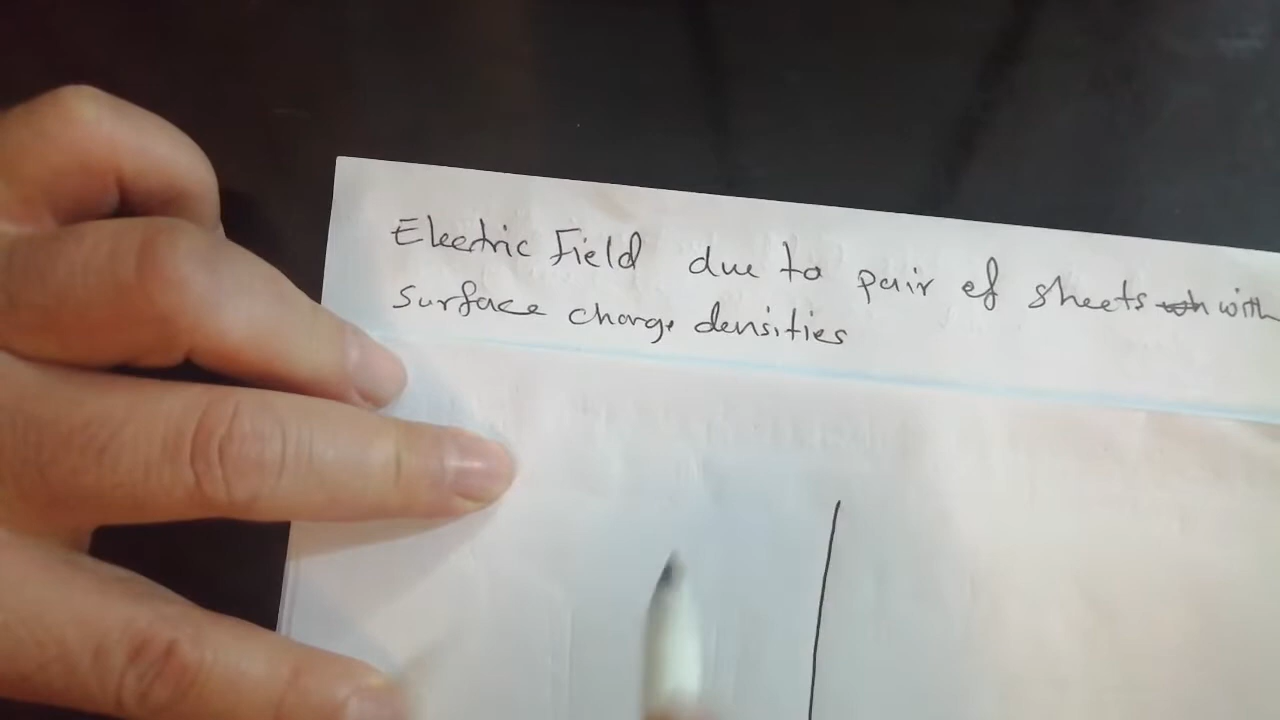 Electric Field due to pair of sheets with
surface charge densities